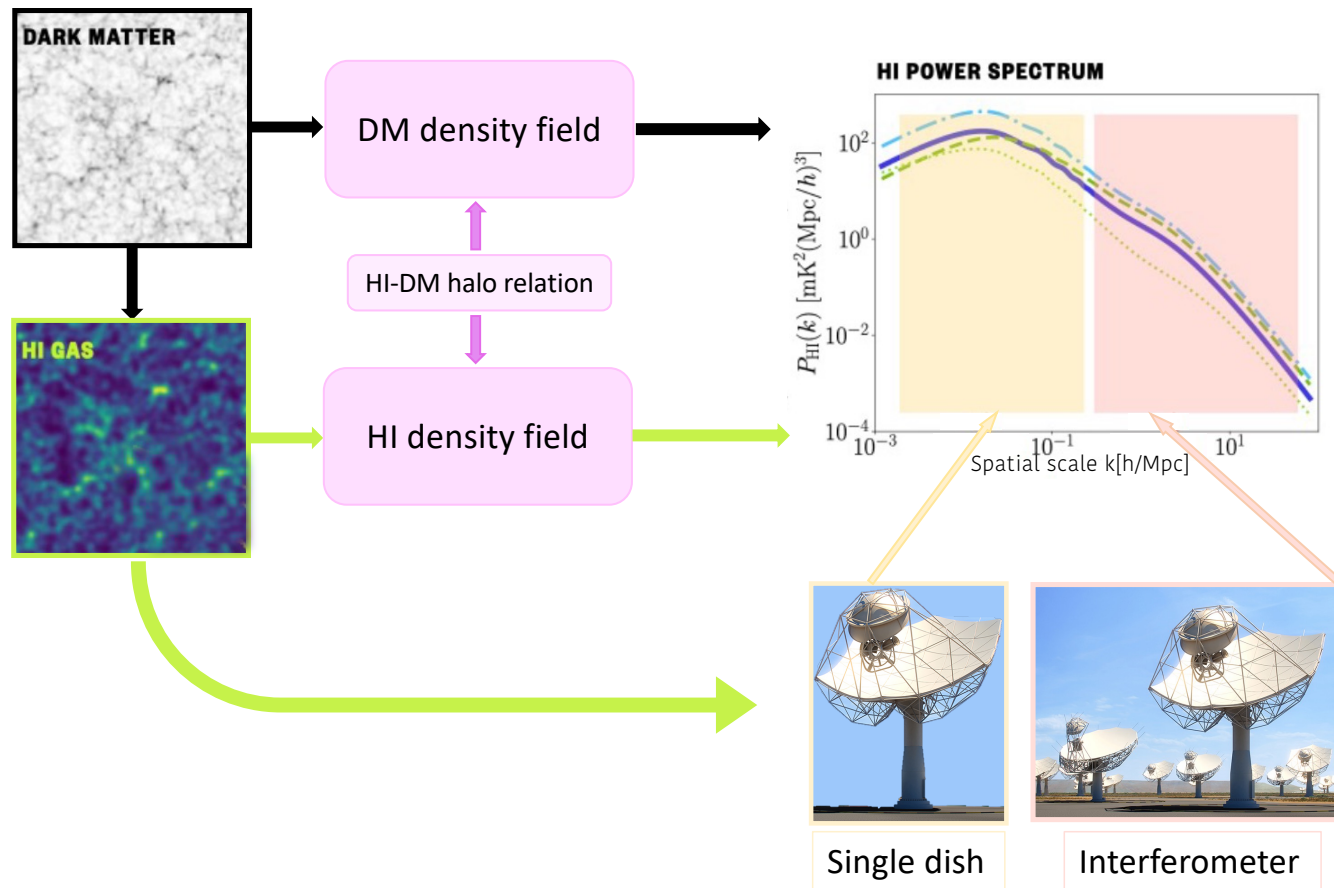 DARK MATTER
DM density field
HI-DM halo relation
HI GAS
HI density field
HI POWER SPECTRUM
P_HI(k) [mK²(Mpc/h)³]
10²
10⁰
10⁻²
10⁻⁴
10⁻³
10⁻¹
10¹
Spatial scale k[h/Mpc]
Single dish
Interferometer